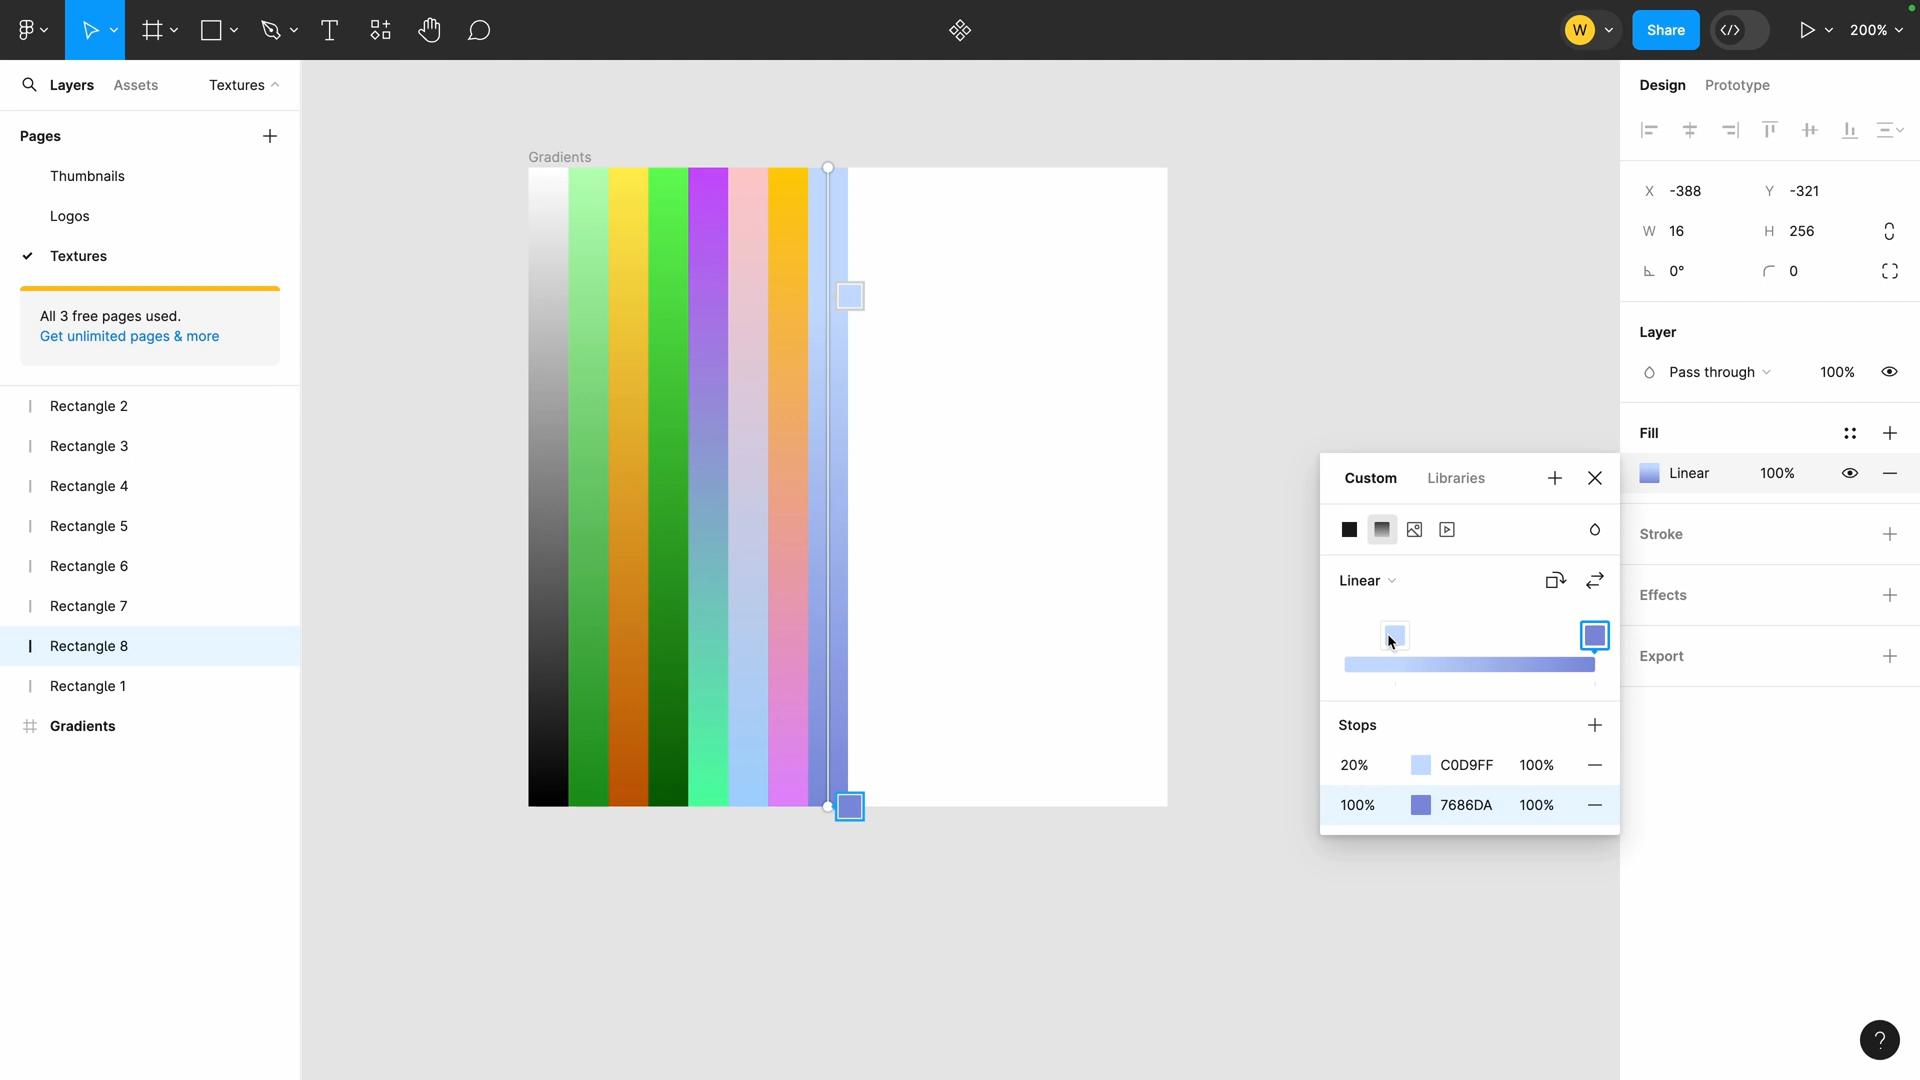 W
Share
200%
Layers
Assets
Textures
Pages
Thumbnails
Logos
Textures
All 3 free pages used.
Get unlimited pages & more
Rectangle 2
Rectangle 3
Rectangle 4
Rectangle 5
Rectangle 6
Rectangle 7
Rectangle 8
Rectangle 1
Gradients
Gradients
Custom
Libraries
Linear
Stops
20% C0D9FF 100%
100% 7686DA 100%
Design
Prototype
X -388 Y -321
W 16 H 256
0° 0
Layer
Pass through 100%
Fill
Linear 100%
Stroke
Effects
Export
?